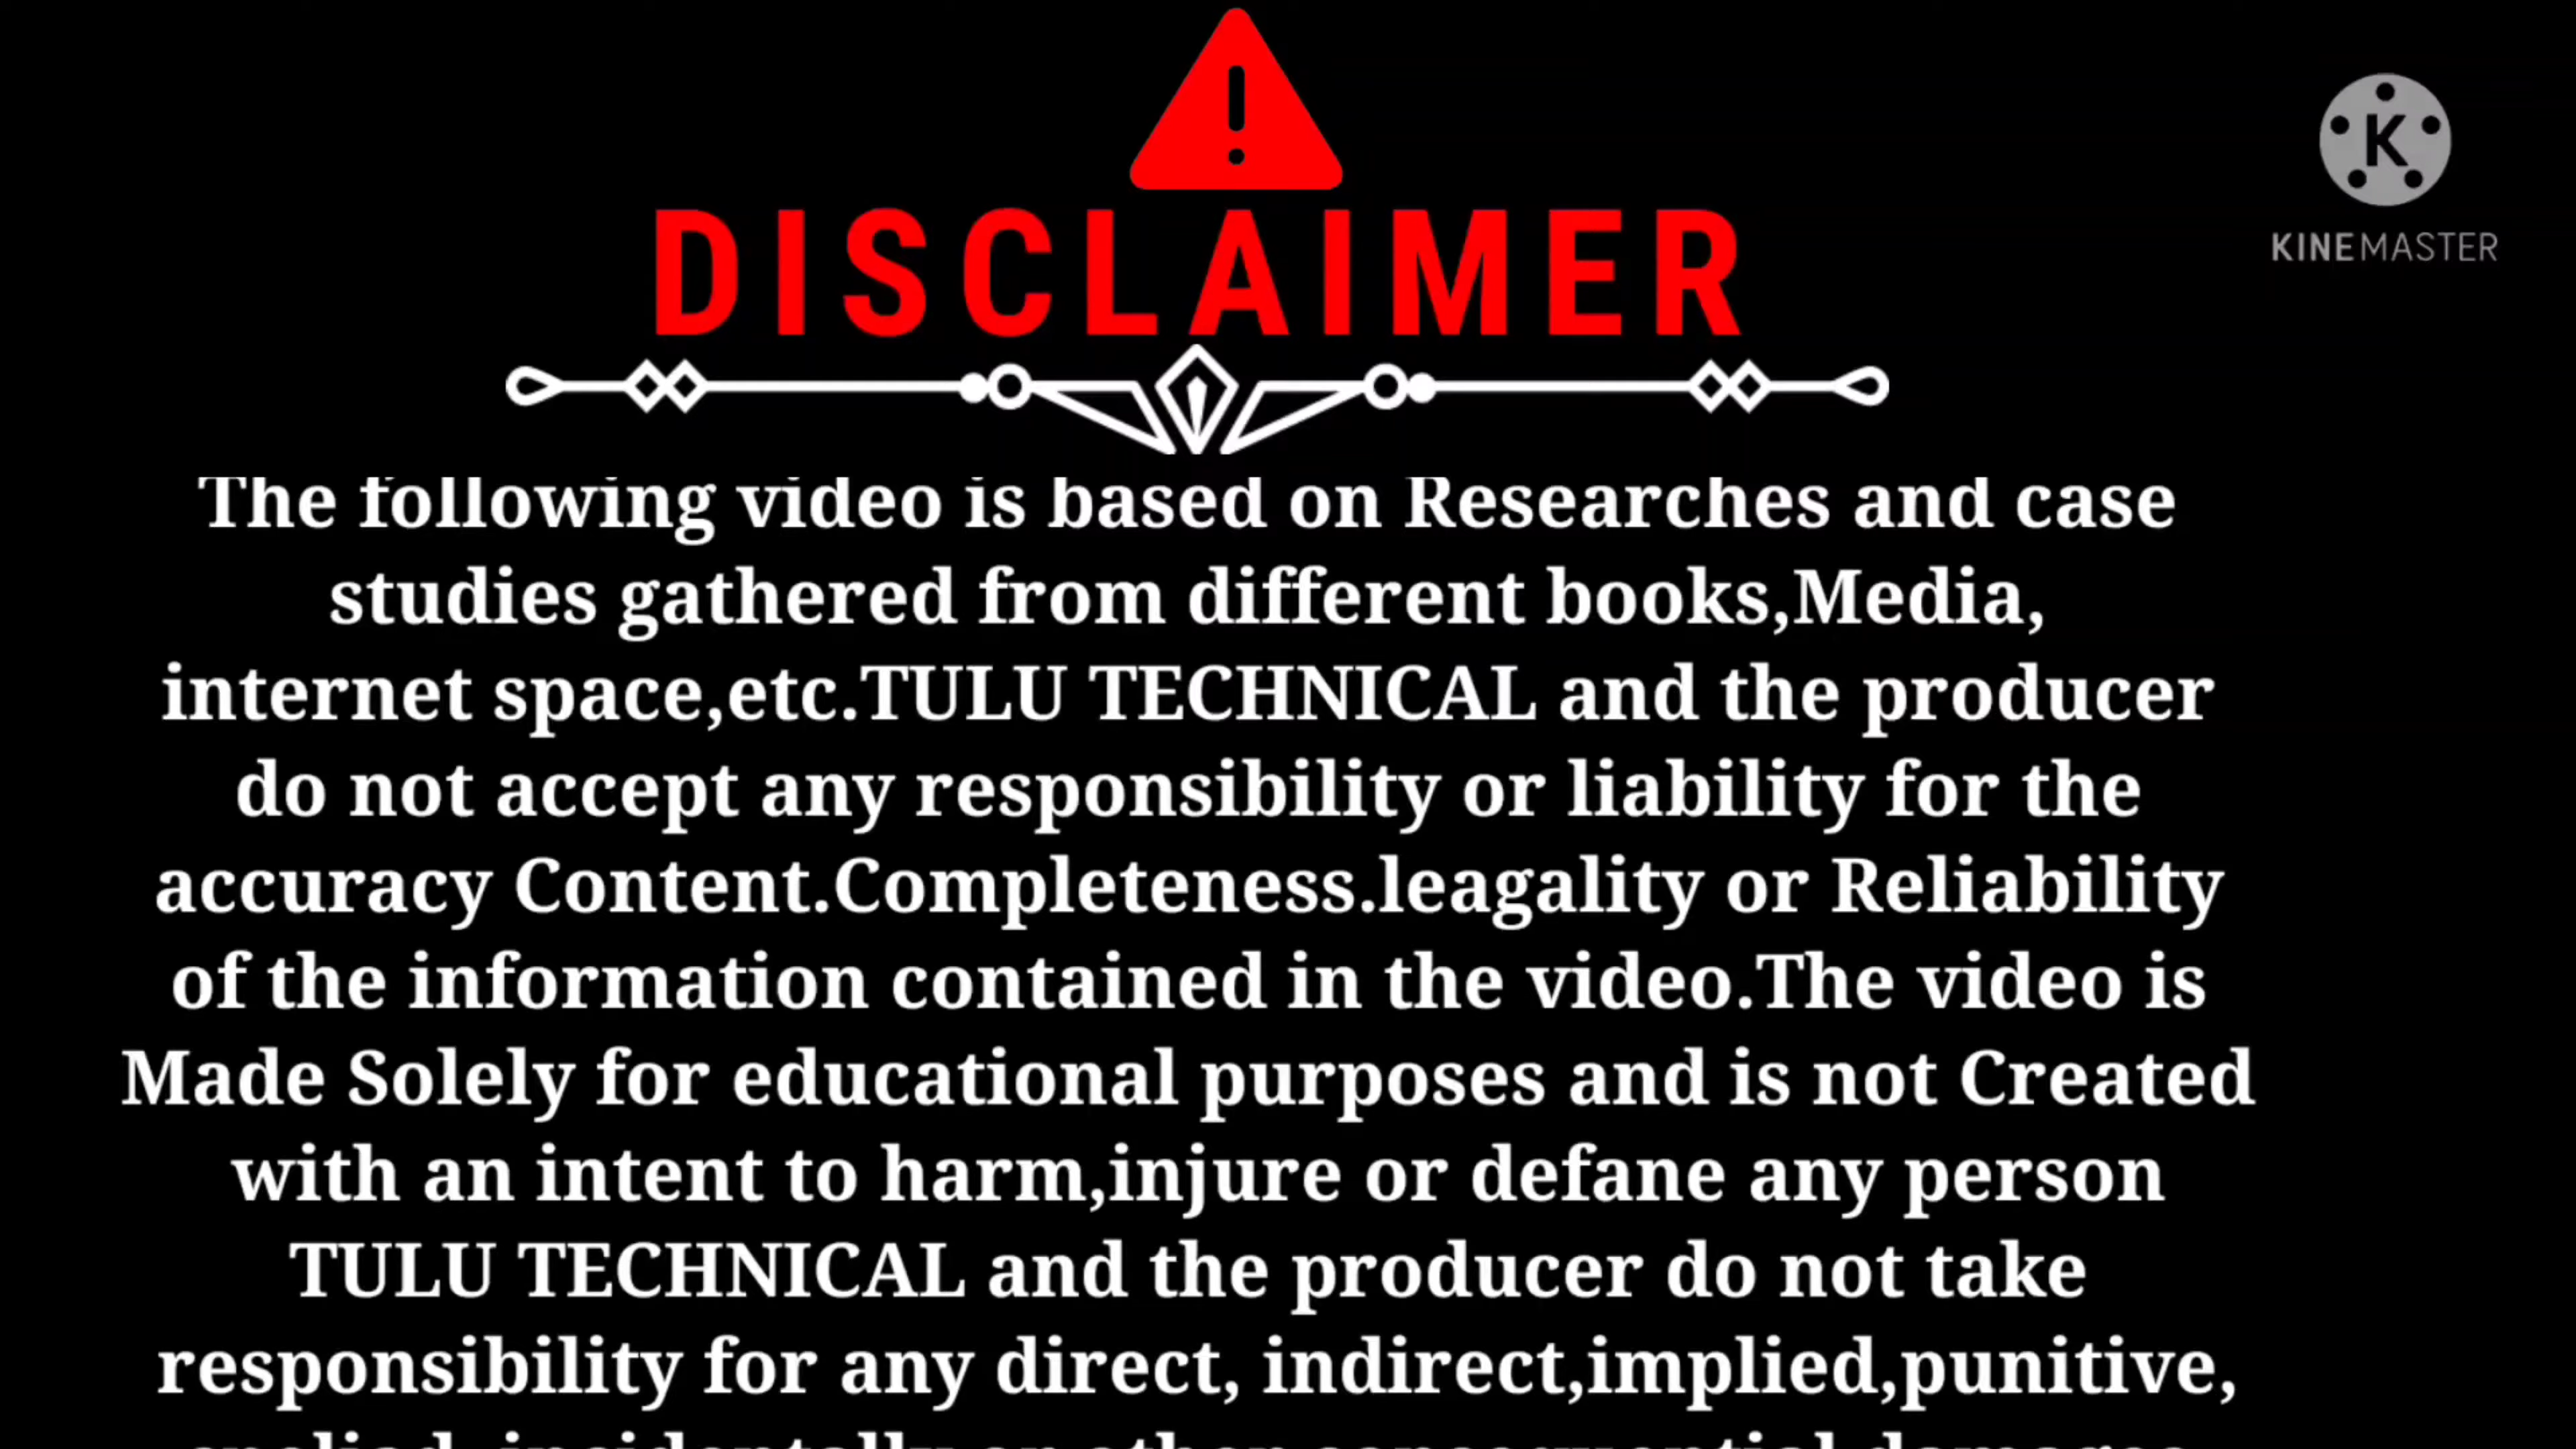 DISCLAIMER
K
KINEMASTER
The following video is based on Researches and case
studies gathered from different books,Media,
internet space,etc.TULU TECHNICAL and the producer
do not accept any responsibility or liability for the
accuracy Content.Completeness.leagality or Reliability
of the information contained in the video.The video is
Made Solely for educational purposes and is not Created
with an intent to harm,injure or defane any person
TULU TECHNICAL and the producer do not take
responsibility for any direct, indirect,implied,punitive,